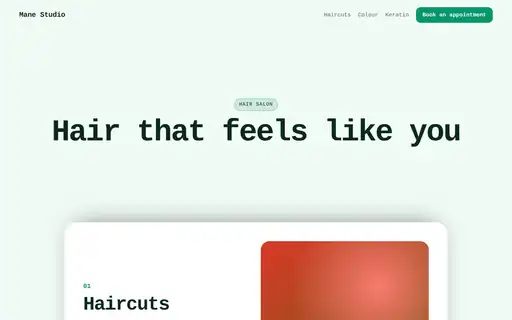 Mane Studio
Haircuts Colour Keratin Book an appointment
HAIR SALON
Hair that feels like you
01
Haircuts